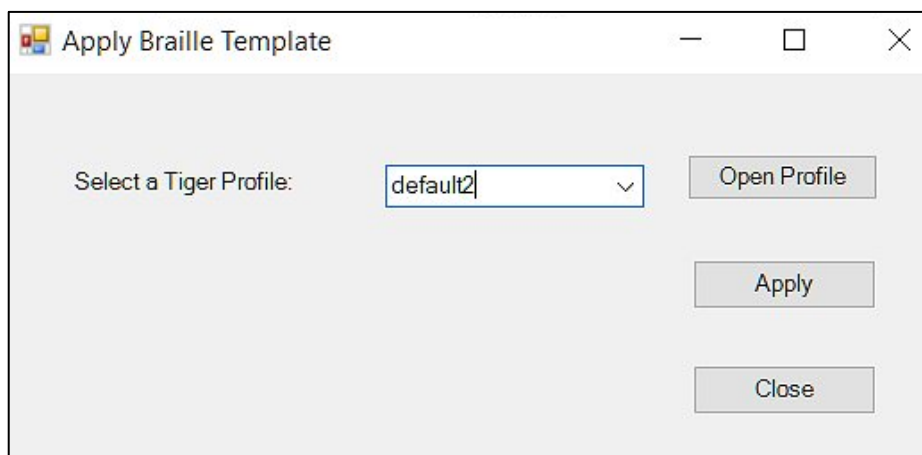 Apply Braille Template
Select a Tiger Profile:
default2
Open Profile
Apply
Close